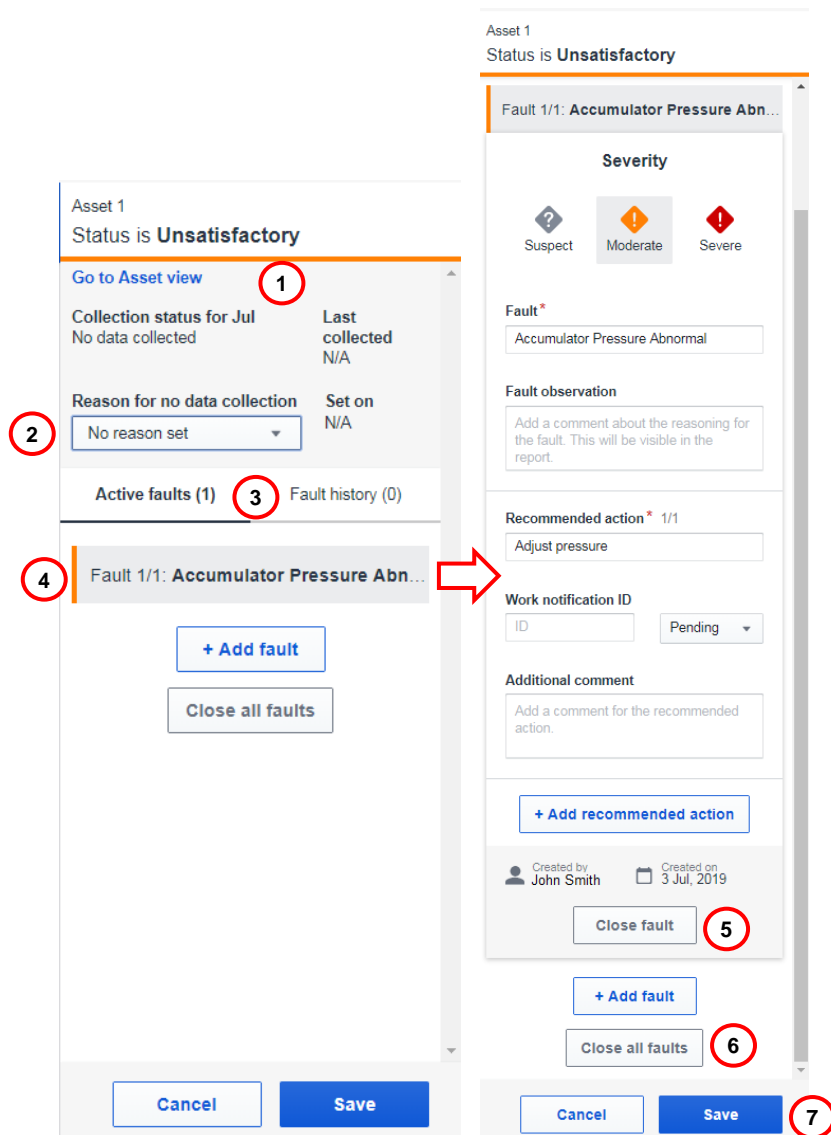 Asset 1
Status is Unsatisfactory
Go to Asset view
1
Collection status for Jul
No data collected
Last
collected
N/A
Reason for no data collection
Set on
N/A
2
No reason set
Active faults (1)
3
Fault history (0)
4
Fault 1/1: Accumulator Pressure Abn...
+ Add fault
Close all faults
Cancel
Save
Asset 1
Status is Unsatisfactory
Fault 1/1: Accumulator Pressure Abn...
Severity
?
!
!
Suspect
Moderate
Severe
Fault*
Accumulator Pressure Abnormal
Fault observation
Add a comment about the reasoning for
the fault. This will be visible in the
report.
Recommended action* 1/1
Adjust pressure
Work notification ID
ID
Pending
Additional comment
Add a comment for the recommended
action.
+ Add recommended action
Created by
John Smith
Created on
3 Jul, 2019
Close fault
5
+ Add fault
Close all faults
6
Cancel
Save
7